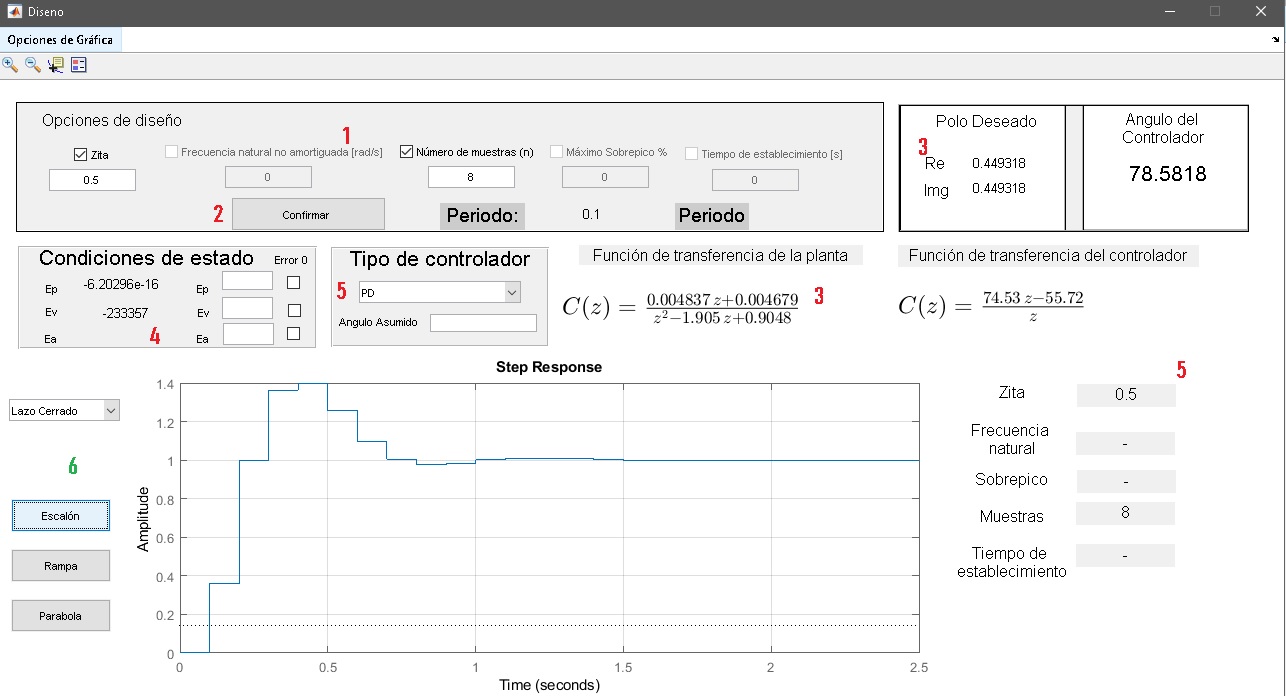 Diseno
Opciones de Gráfica
Opciones de diseño
1
Zita
Frecuencia natural no amortiguada [rad/s]
Número de muestras (n)
Máximo Sobrepico %
Tiempo de establecimiento [s]
0.5
0
8
0
0
2
Confirmar
Periodo:
0.1
Periodo
Polo Deseado
3
Re 0.449318
Img 0.449318
Angulo del
Controlador
78.5818
Condiciones de estado
Error 0
Ep -6.20296e-16 Ep
Ev -233357 Ev
Ea 4 Ea
Tipo de controlador
5
PD
Angulo Asumido
Función de transferencia de la planta
C(z) = \frac{0.004837 z+0.004679}{z^2-1.905 z+0.9048}
3
Función de transferencia del controlador
C(z) = \frac{74.53 z-55.72}{z}
Lazo Cerrado
6
Escalón
Rampa
Parabola
Step Response
Amplitude
1.4
1.2
1
0.8
0.6
0.4
0.2
0
0 0.5 1 1.5 2 2.5
Time (seconds)
5
Zita 0.5
Frecuencia
natural -
Sobrepico -
Muestras 8
Tiempo de
establecimiento -